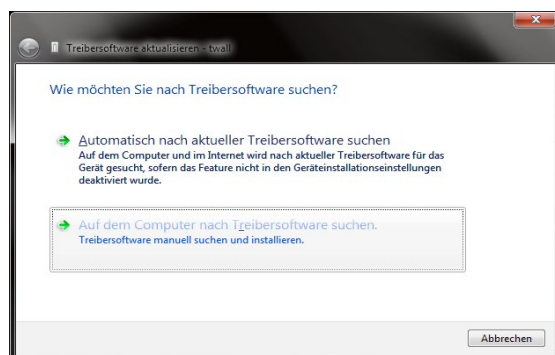 Treibersoftware aktualisieren - twall
Wie möchten Sie nach Treibersoftware suchen?
Automatisch nach aktueller Treibersoftware suchen
Auf dem Computer und im Internet wird nach aktueller Treibersoftware für das
Gerät gesucht, sofern das Feature nicht in den Geräteinstallationseinstellungen
deaktiviert wurde.
Auf dem Computer nach Treibersoftware suchen.
Treibersoftware manuell suchen und installieren.
Abbrechen